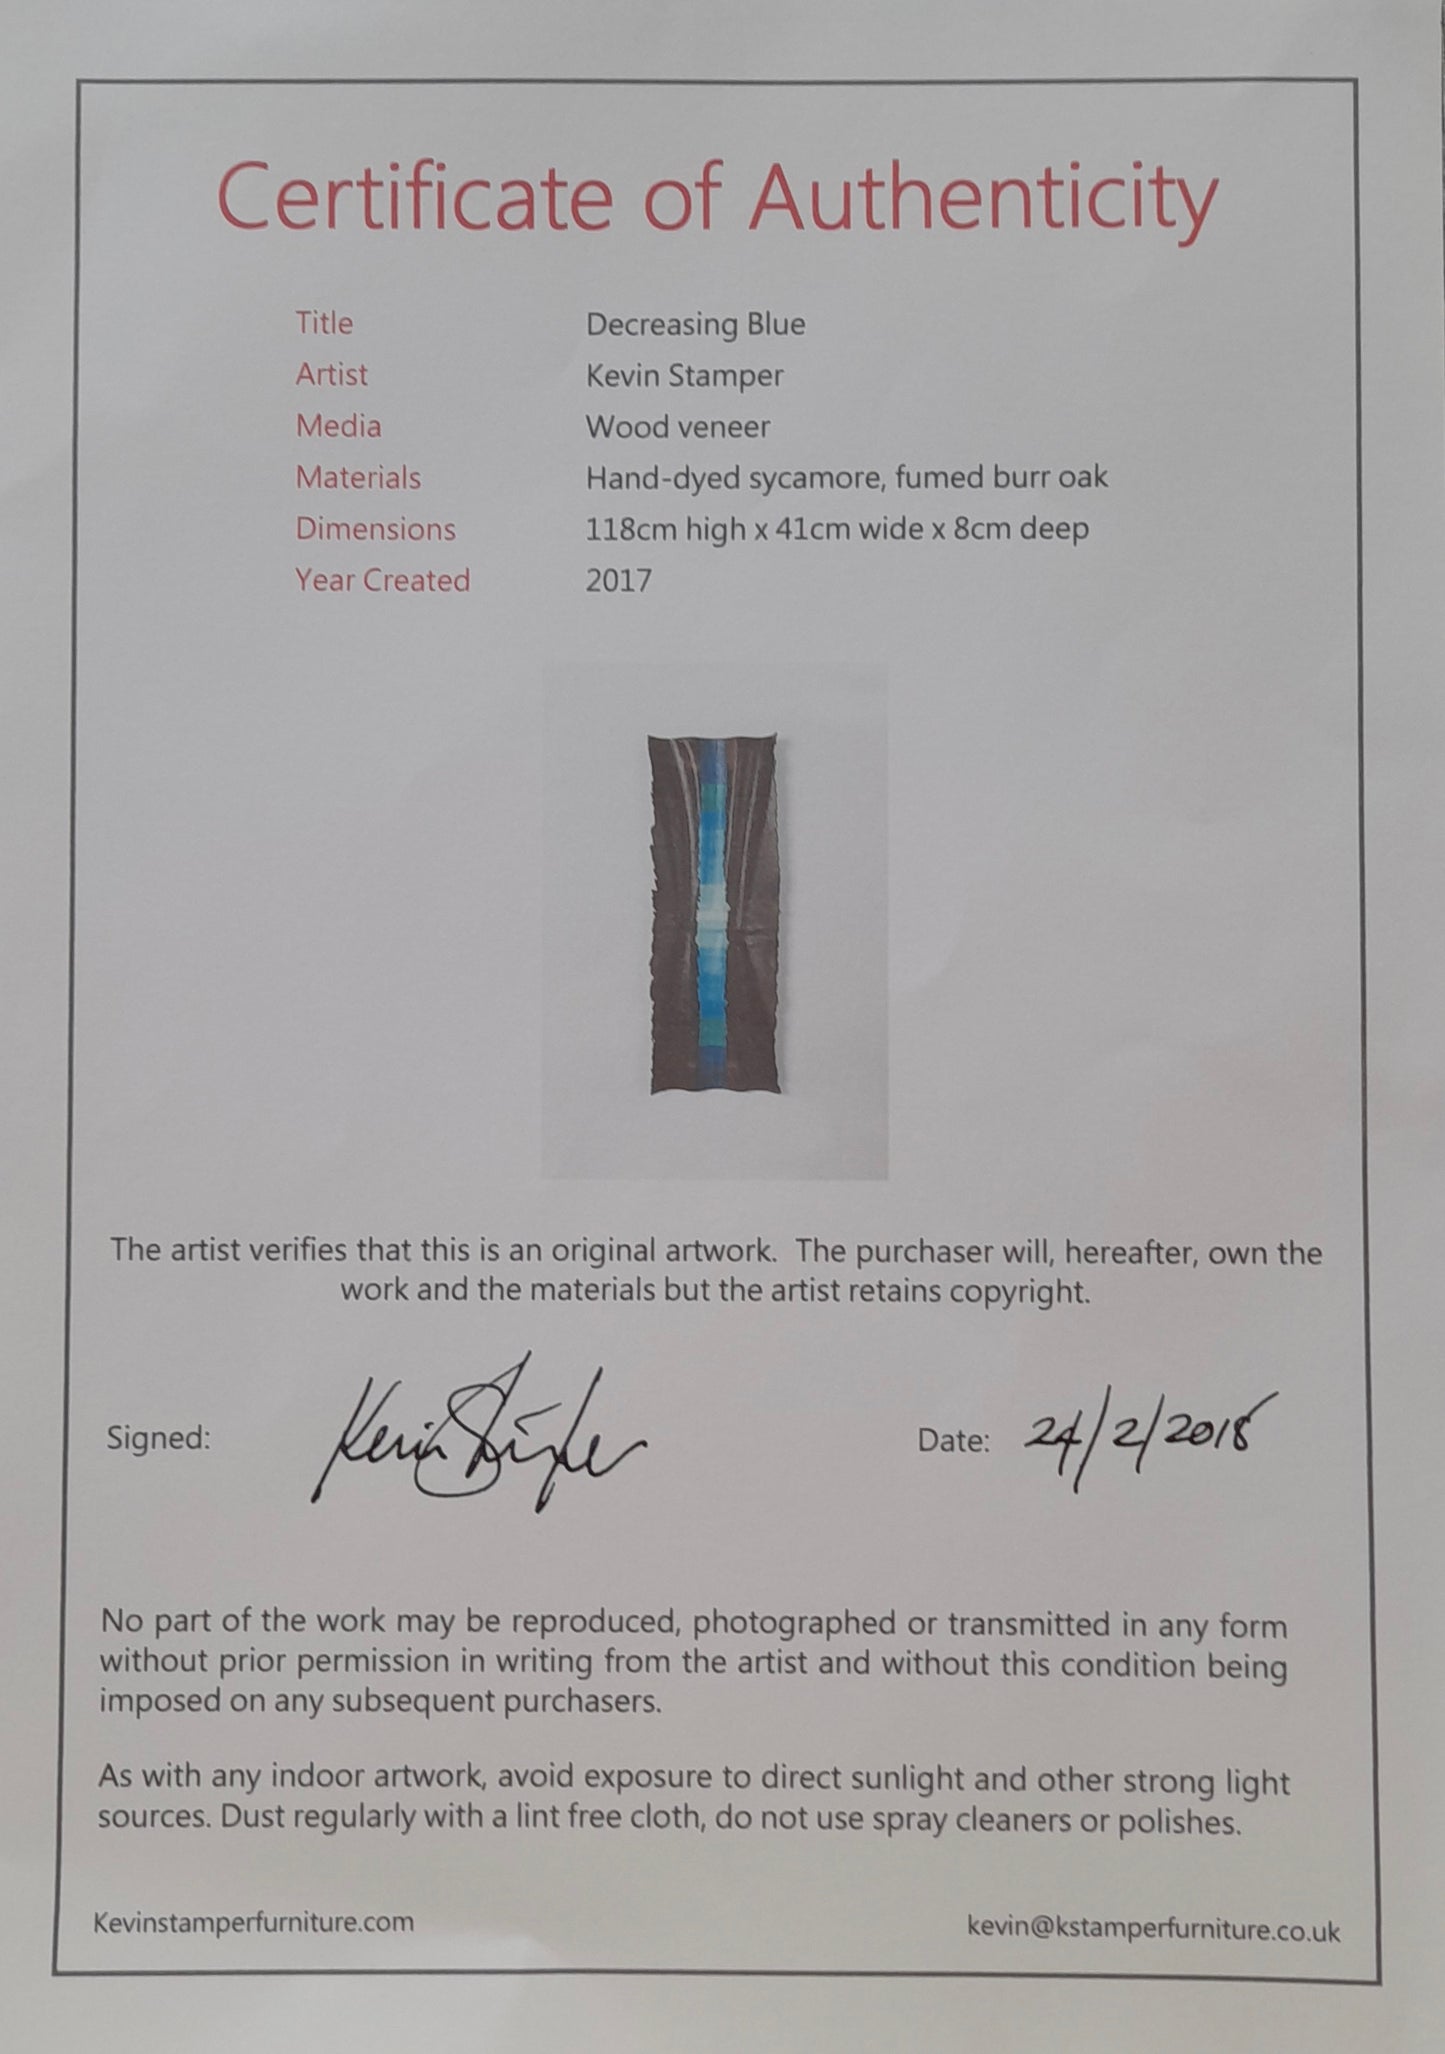 Certificate of Authenticity
Title Decreasing Blue
Artist Kevin Stamper
Media Wood veneer
Materials Hand-dyed sycamore, fumed burr oak
Dimensions 118cm high x 41cm wide x 8cm deep
Year Created 2017
The artist verifies that this is an original artwork. The purchaser will, hereafter, own the
work and the materials but the artist retains copyright.
Signed: Kevin Stamper Date: 24/2/2018
No part of the work may be reproduced, photographed or transmitted in any form
without prior permission in writing from the artist and without this condition being
imposed on any subsequent purchasers.
As with any indoor artwork, avoid exposure to direct sunlight and other strong light
sources. Dust regularly with a lint free cloth, do not use spray cleaners or polishes.
Kevinstamperfurniture.com kevin@kstamperfurniture.co.uk